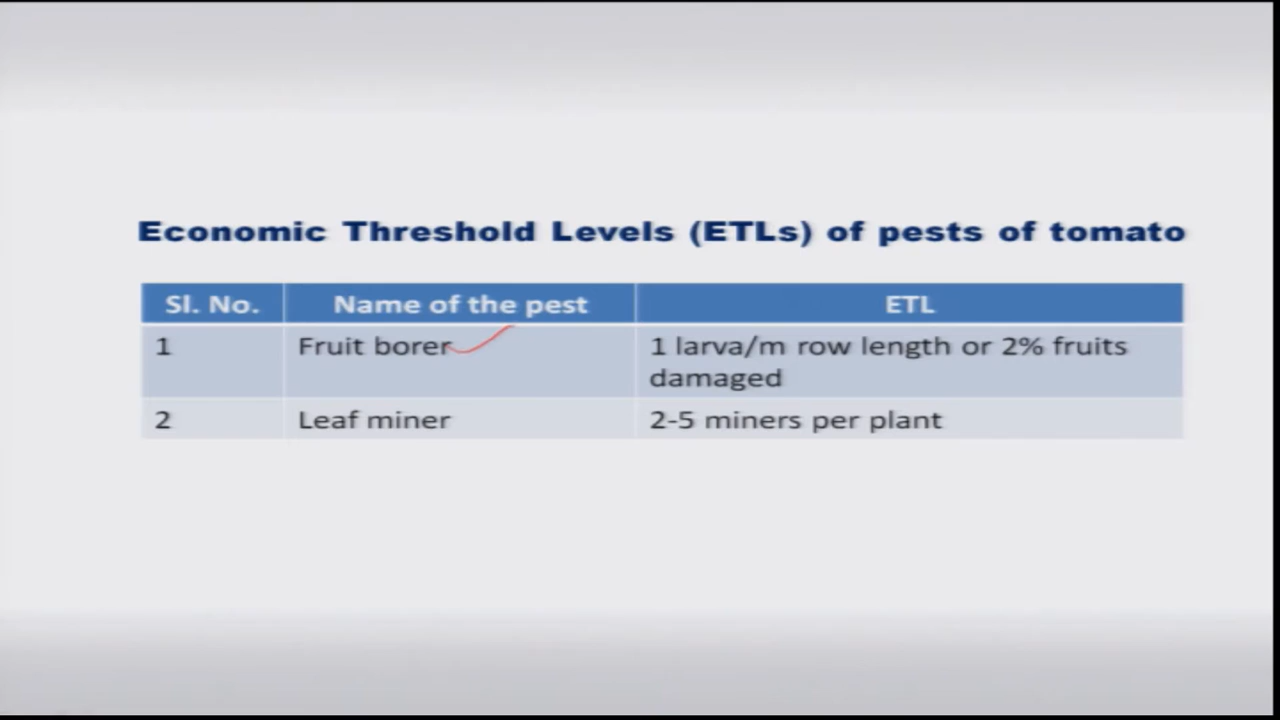 Economic Threshold Levels (ETLs) of pests of tomato
Sl. No. Name of the pest ETL
1 Fruit borer 1 larva/m row length or 2% fruits
damaged
2 Leaf miner 2-5 miners per plant